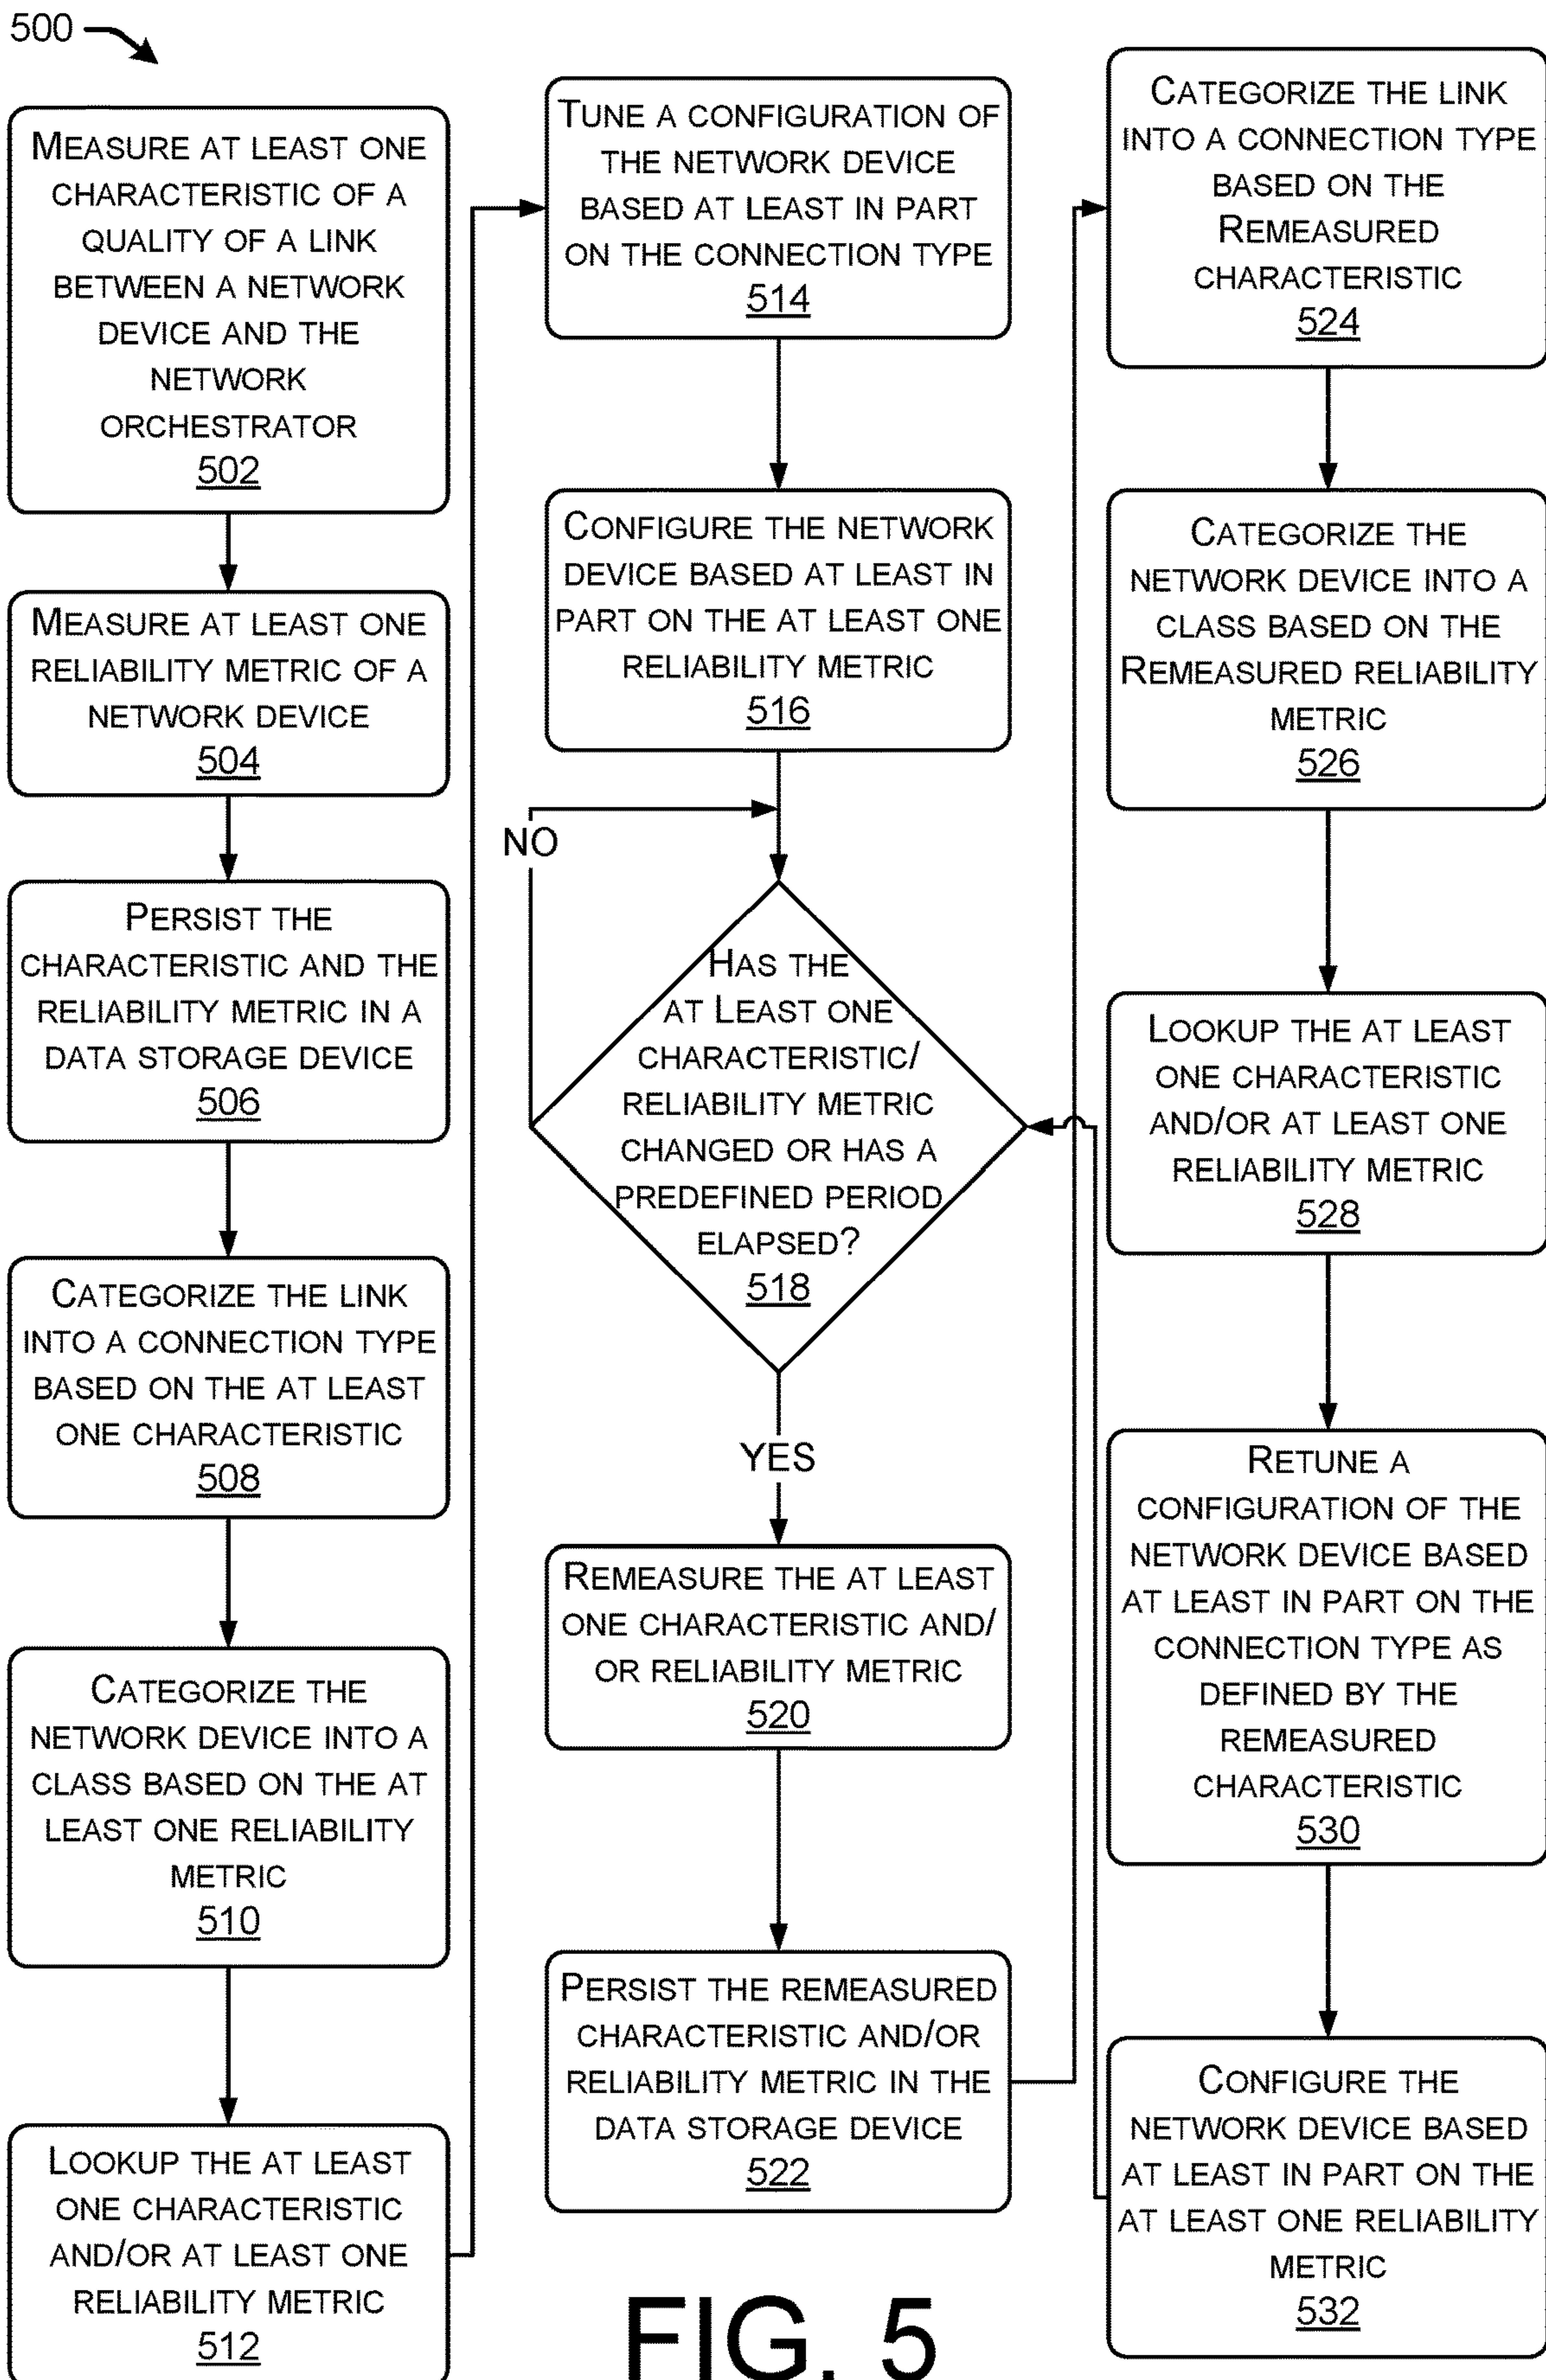 500
MEASURE AT LEAST ONE
CHARACTERISTIC OF A
QUALITY OF A LINK
BETWEEN A NETWORK
DEVICE AND THE
NETWORK
ORCHESTRATOR
502
MEASURE AT LEAST ONE
RELIABILITY METRIC OF A
NETWORK DEVICE
504
PERSIST THE
CHARACTERISTIC AND THE
RELIABILITY METRIC IN A
DATA STORAGE DEVICE
506
CATEGORIZE THE LINK
INTO A CONNECTION TYPE
BASED ON THE AT LEAST
ONE CHARACTERISTIC
508
CATEGORIZE THE
NETWORK DEVICE INTO A
CLASS BASED ON THE AT
LEAST ONE RELIABILITY
METRIC
510
LOOKUP THE AT LEAST
ONE CHARACTERISTIC
AND/OR AT LEAST ONE
RELIABILITY METRIC
512
TUNE A CONFIGURATION OF
THE NETWORK DEVICE
BASED AT LEAST IN PART
ON THE CONNECTION TYPE
514
CONFIGURE THE NETWORK
DEVICE BASED AT LEAST IN
PART ON THE AT LEAST ONE
RELIABILITY METRIC
516
NO
HAS THE
AT LEAST ONE
CHARACTERISTIC/
RELIABILITY METRIC
CHANGED OR HAS A
PREDEFINED PERIOD
ELAPSED?
518
YES
REMEASURE THE AT LEAST
ONE CHARACTERISTIC AND/
OR RELIABILITY METRIC
520
PERSIST THE REMEASURED
CHARACTERISTIC AND/OR
RELIABILITY METRIC IN THE
DATA STORAGE DEVICE
522
CATEGORIZE THE LINK
INTO A CONNECTION TYPE
BASED ON THE
REMEASURED
CHARACTERISTIC
524
CATEGORIZE THE
NETWORK DEVICE INTO A
CLASS BASED ON THE
REMEASURED RELIABILITY
METRIC
526
LOOKUP THE AT LEAST
ONE CHARACTERISTIC
AND/OR AT LEAST ONE
RELIABILITY METRIC
528
RETUNE A
CONFIGURATION OF THE
NETWORK DEVICE BASED
AT LEAST IN PART ON THE
CONNECTION TYPE AS
DEFINED BY THE
REMEASURED
CHARACTERISTIC
530
CONFIGURE THE
NETWORK DEVICE BASED
AT LEAST IN PART ON THE
AT LEAST ONE RELIABILITY
METRIC
532
FIG. 5